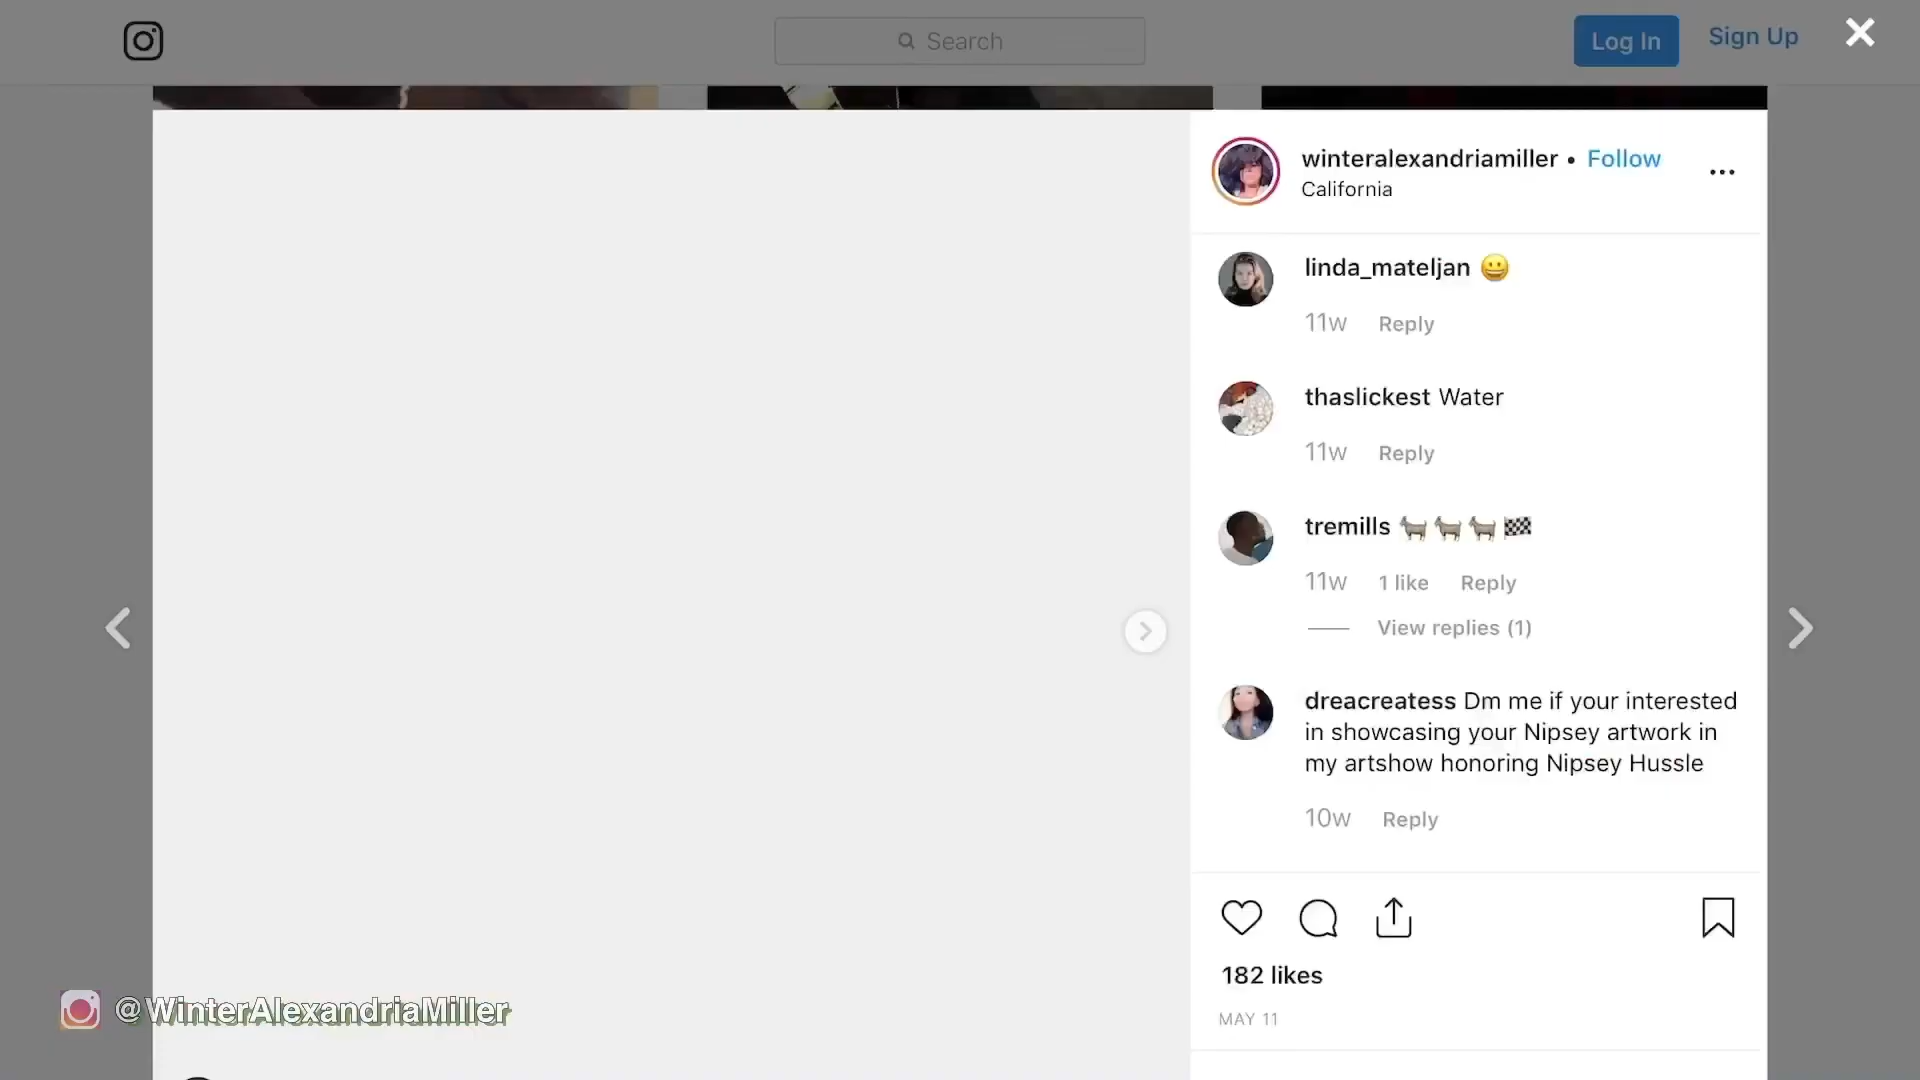 Search
Log In
Sign Up
winteralexandriamiller • Follow
California
linda_mateljan 😀
11w Reply
thaslickest Water
11w Reply
tremills 🐐🐐🐐🏁
11w 1 like Reply
View replies (1)
dreacreatess Dm me if your interested
in showcasing your Nipsey artwork in
my artshow honoring Nipsey Hussle
10w Reply
182 likes
MAY 11
@WinterAlexandriaMiller